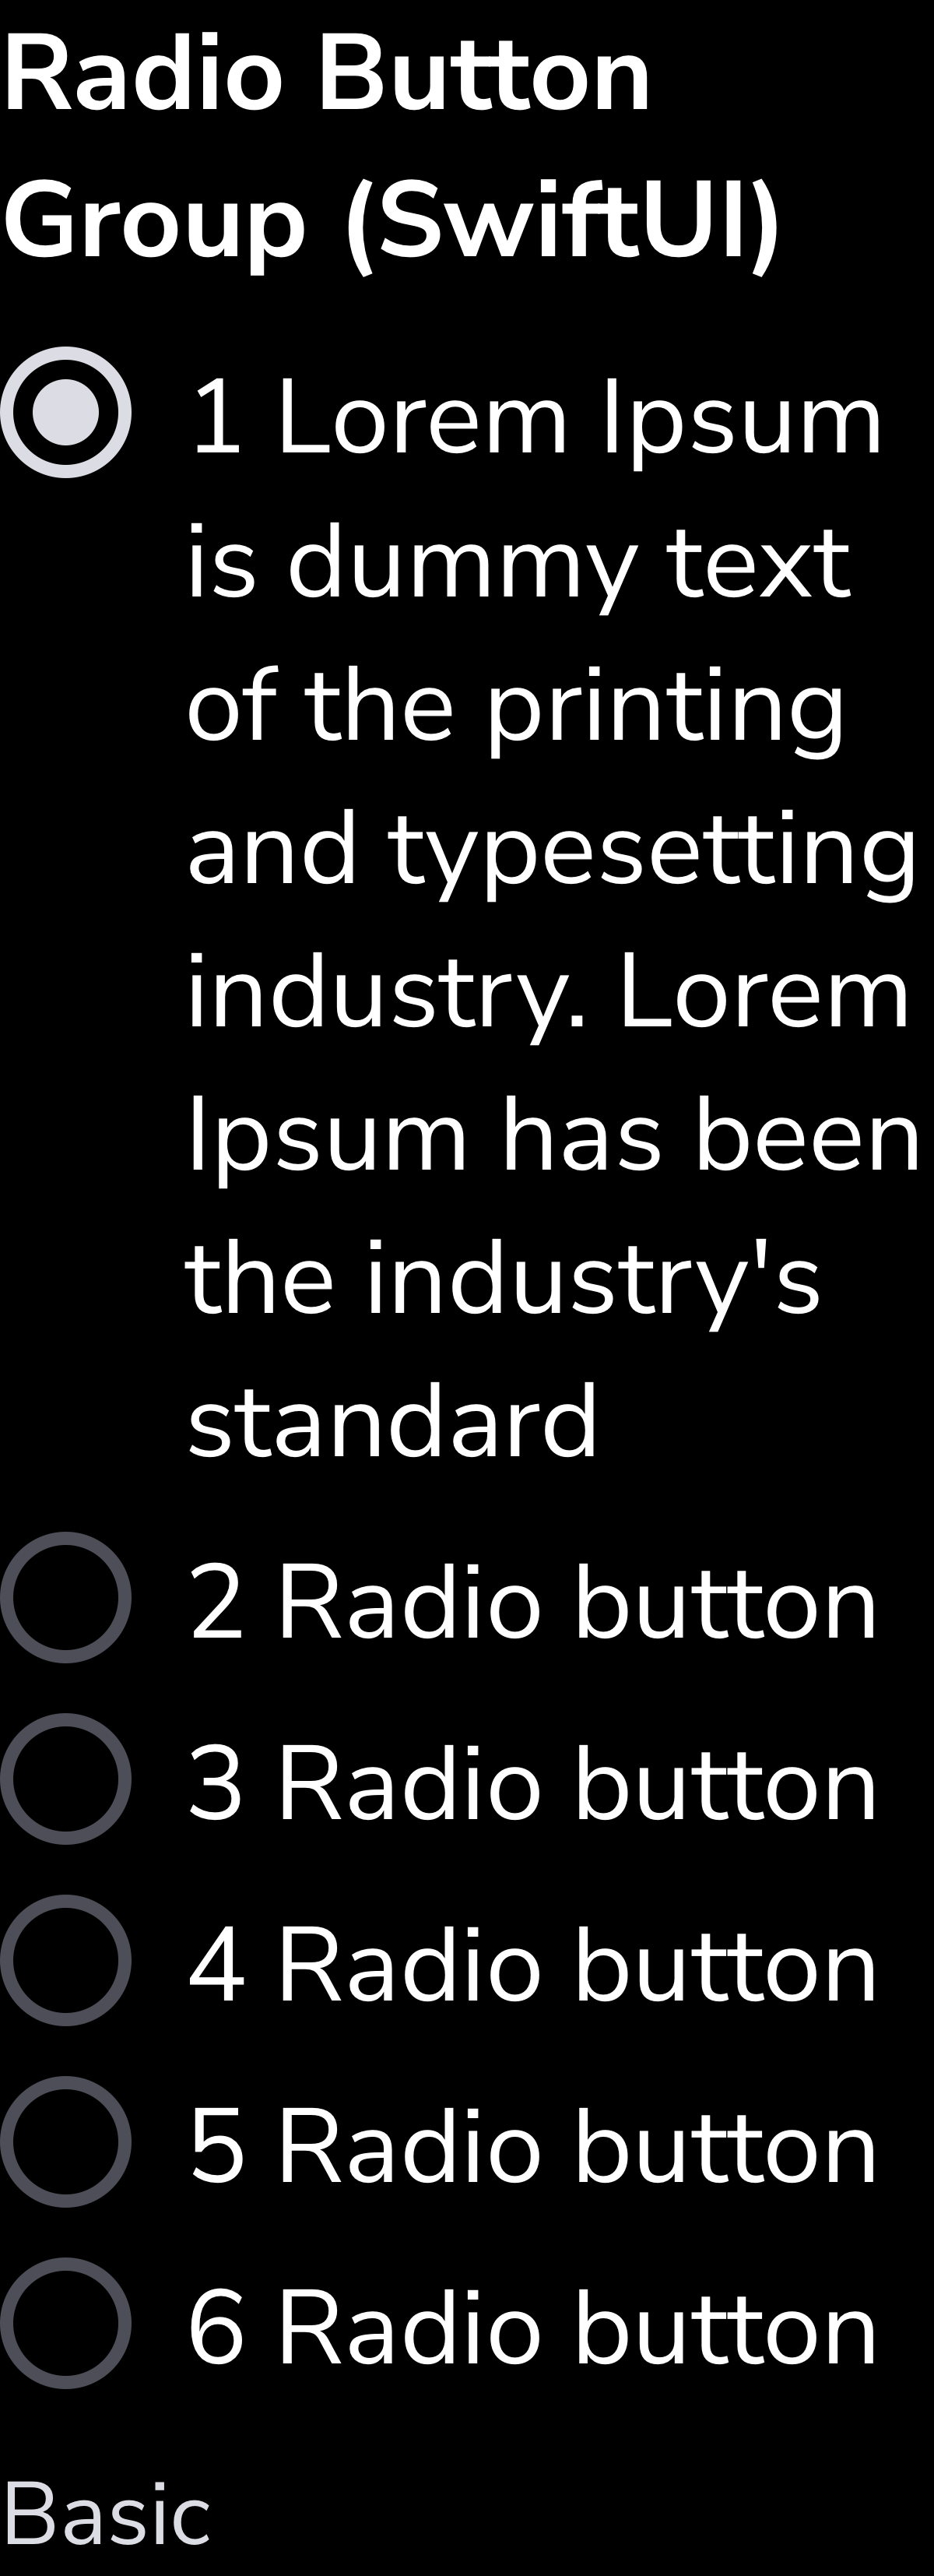 Radio Button
Group (SwiftUI)
1 Lorem Ipsum
is dummy text
of the printing
and typesetting
industry. Lorem
Ipsum has been
the industry's
standard
2 Radio button
3 Radio button
4 Radio button
5 Radio button
6 Radio button
Basic